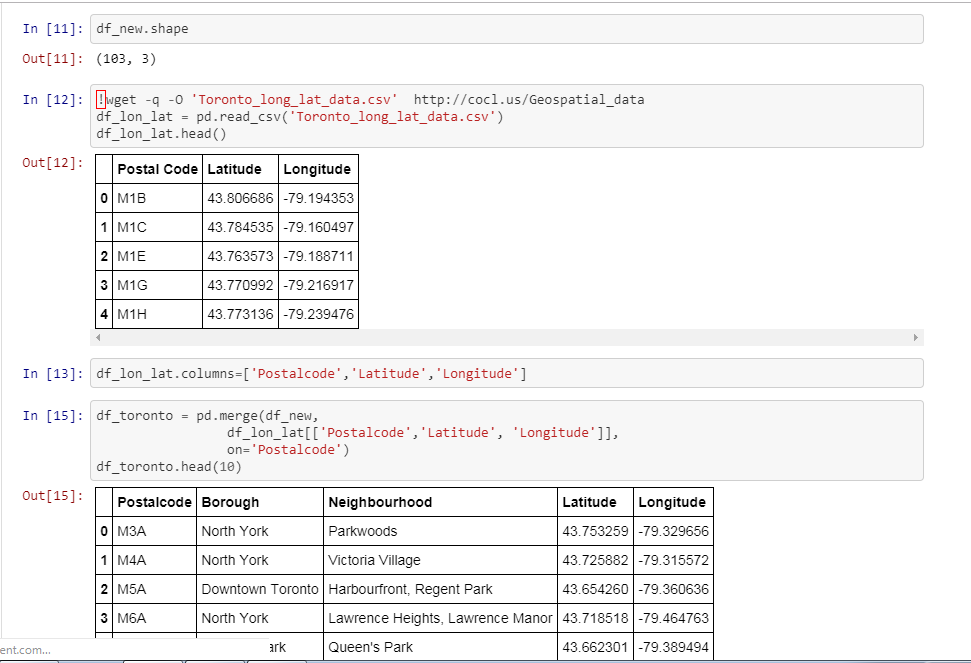 In [11]: df_new.shape
Out[11]: (103, 3)
In [12]: !wget -q -O 'Toronto_long_lat_data.csv'  http://cocl.us/Geospatial_data
df_lon_lat = pd.read_csv('Toronto_long_lat_data.csv')
df_lon_lat.head()
Out[12]:
Postal Code Latitude Longitude
0 M1B 43.806686 -79.194353
1 M1C 43.784535 -79.160497
2 M1E 43.763573 -79.188711
3 M1G 43.770992 -79.216917
4 M1H 43.773136 -79.239476
In [13]: df_lon_lat.columns=['Postalcode','Latitude','Longitude']
In [15]: df_toronto = pd.merge(df_new,
df_lon_lat[['Postalcode','Latitude', 'Longitude']],
on='Postalcode')
df_toronto.head(10)
Out[15]:
Postalcode Borough Neighbourhood Latitude Longitude
0 M3A North York Parkwoods 43.753259 -79.329656
1 M4A North York Victoria Village 43.725882 -79.315572
2 M5A Downtown Toronto Harbourfront, Regent Park 43.654260 -79.360636
3 M6A North York Lawrence Heights, Lawrence Manor 43.718518 -79.464763
ark Queen's Park 43.662301 -79.389494
ent.com...